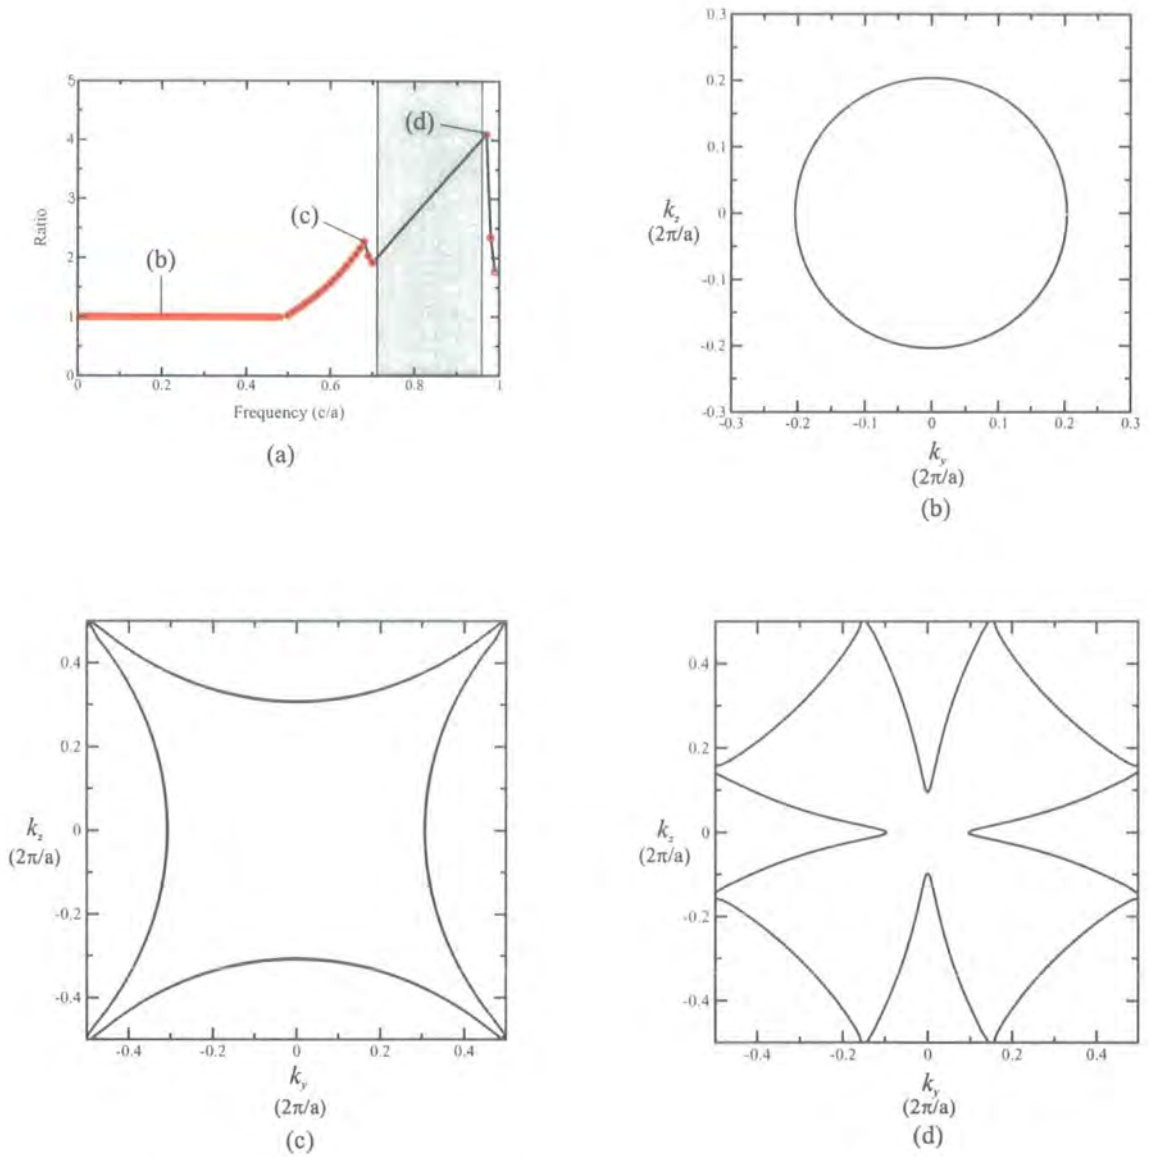 5
4
3
2
1
0
Ratio
(b)
(c)
(d)
0 0.2 0.4 0.6 0.8 1
Frequency (c/a)
(a)
0.3
0.2
0.1
0
-0.1
-0.2
-0.3
k_z
(2π/a)
-0.3 -0.2 -0.1 0 0.1 0.2 0.3
k_y
(2π/a)
(b)
0.4
0.2
0
-0.2
-0.4
k_z
(2π/a)
-0.4 -0.2 0 0.2 0.4
k_y
(2π/a)
(c)
0.4
0.2
0
-0.2
-0.4
k_z
(2π/a)
-0.4 -0.2 0 0.2 0.4
k_y
(2π/a)
(d)